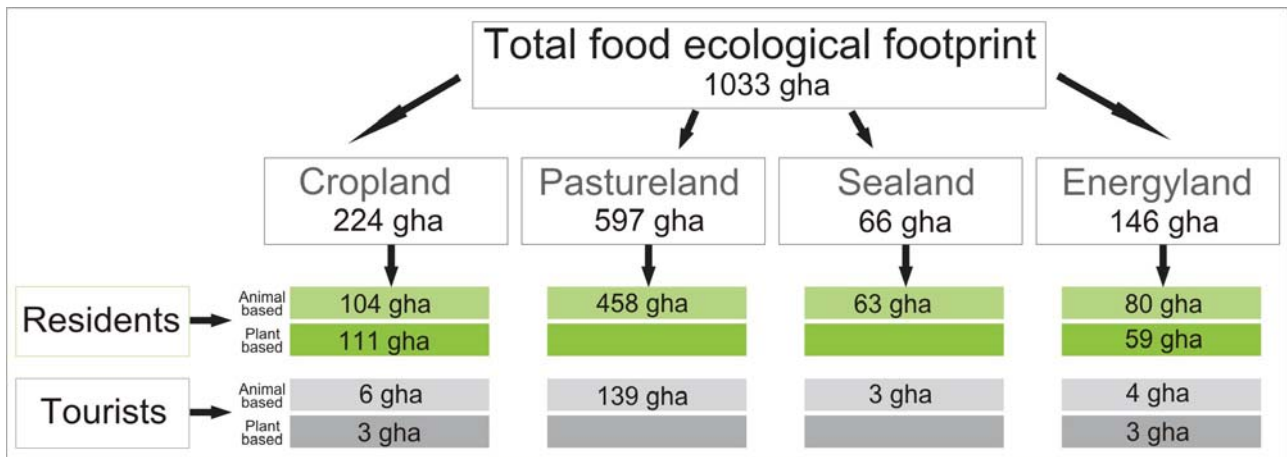 Total food ecological footprint
1033 gha
Cropland
224 gha
Pastureland
597 gha
Sealand
66 gha
Energyland
146 gha
Residents
Animal
based
104 gha
458 gha
63 gha
80 gha
Plant
based
111 gha
59 gha
Tourists
Animal
based
6 gha
139 gha
3 gha
4 gha
Plant
based
3 gha
3 gha